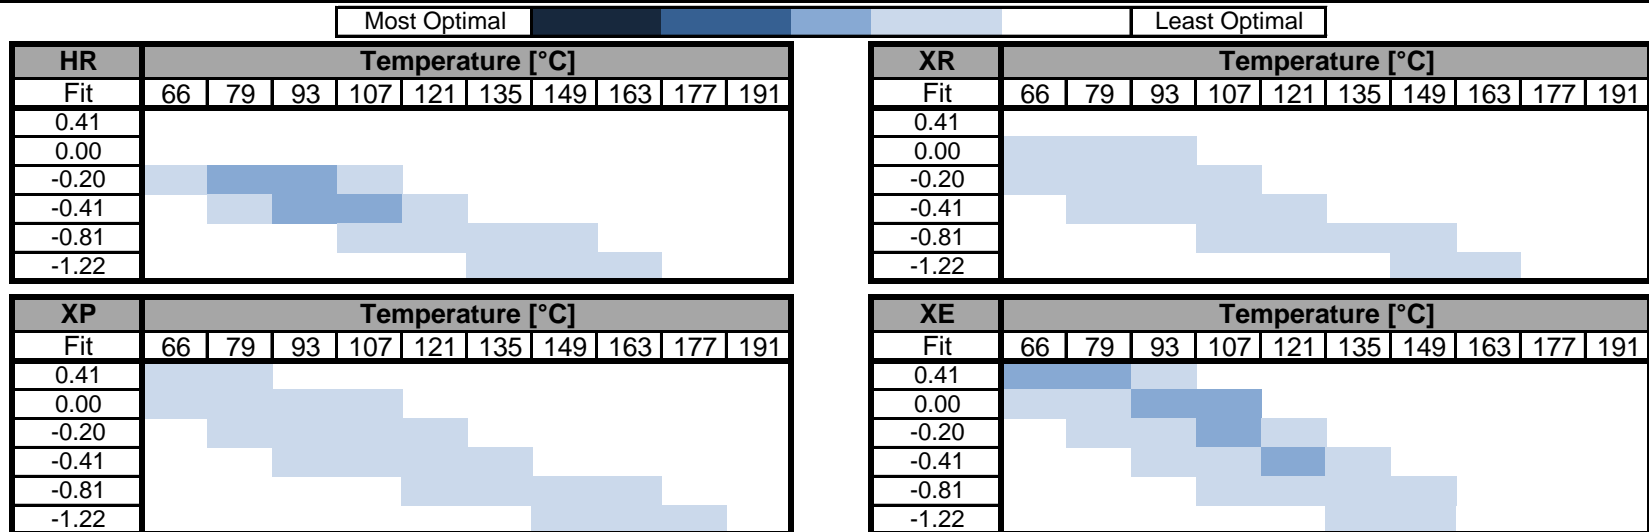 Most Optimal Least Optimal
HR Temperature [°C]
Fit 66 79 93 107 121 135 149 163 177 191
0.41
0.00
-0.20
-0.41
-0.81
-1.22
XR Temperature [°C]
Fit 66 79 93 107 121 135 149 163 177 191
0.41
0.00
-0.20
-0.41
-0.81
-1.22
XP Temperature [°C]
Fit 66 79 93 107 121 135 149 163 177 191
0.41
0.00
-0.20
-0.41
-0.81
-1.22
XE Temperature [°C]
Fit 66 79 93 107 121 135 149 163 177 191
0.41
0.00
-0.20
-0.41
-0.81
-1.22